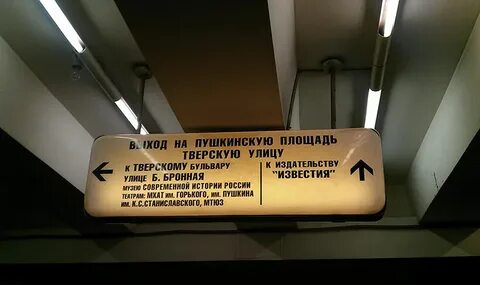 ВЫХОД НА ПУШКИНСКУЮ ПЛОЩАДЬ
ТВЕРСКУЮ УЛИЦУ
К ТВЕРСКОМУ БУЛЬВАРУ
УЛИЦЕ Б. БРОННАЯ
МУЗЕЮ СОВРЕМЕННОЙ ИСТОРИИ РОССИИ
ТЕАТРАМ: МХАТ ИМ. ГОРЬКОГО, ИМ. ПУШКИНА
ИМ. К.С.СТАНИСЛАВСКОГО, МТЮЗ
К ИЗДАТЕЛЬСТВУ
"ИЗВЕСТИЯ"